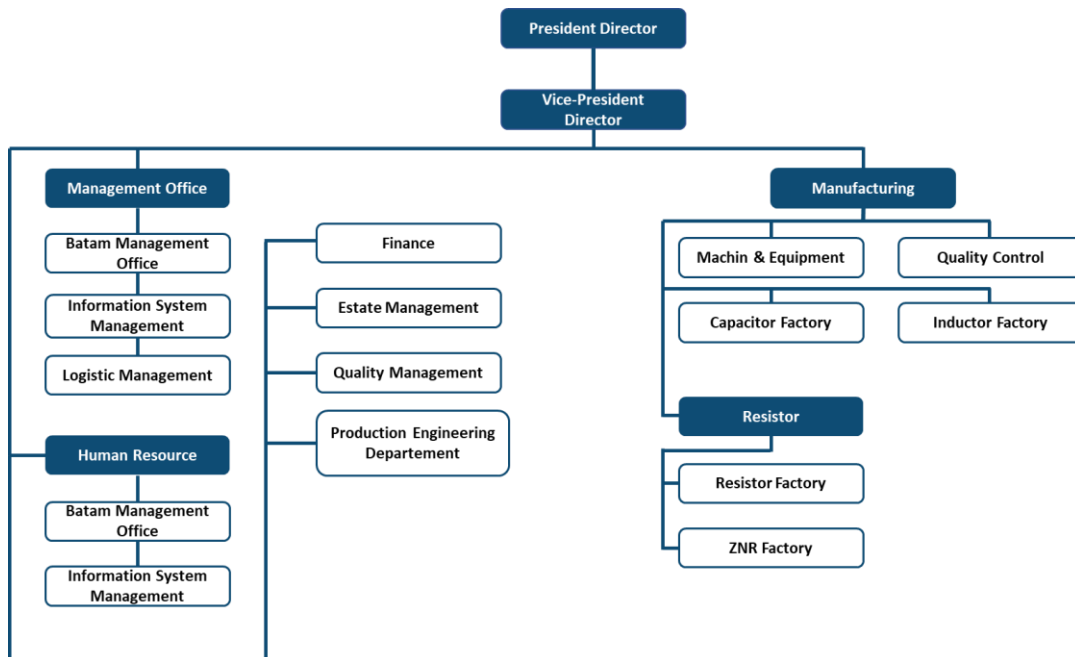 President Director
Vice-President
Director
Management Office
Batam Management
Office
Information System
Management
Logistic Management
Human Resource
Batam Management
Office
Information System
Management
Finance
Estate Management
Quality Management
Production Engineering
Departement
Manufacturing
Machin & Equipment
Quality Control
Capacitor Factory
Inductor Factory
Resistor
Resistor Factory
ZNR Factory